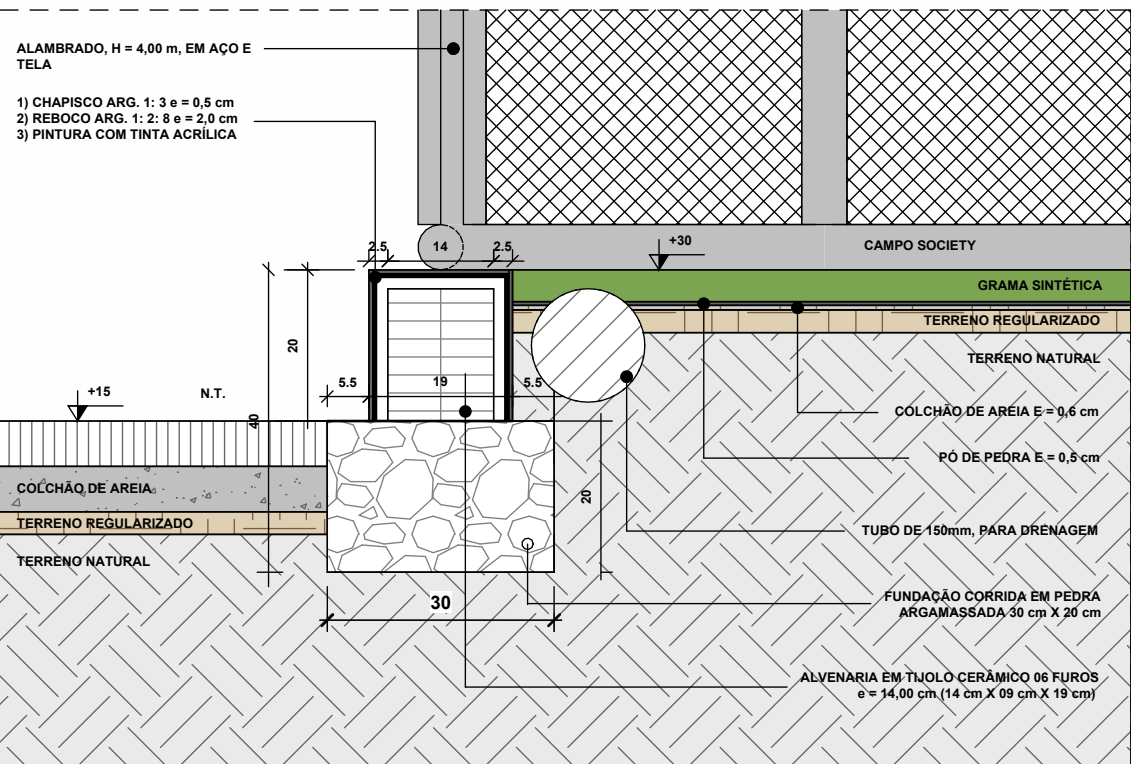 ALAMBRADO, H = 4,00 m, EM AÇO E
TELA
1) CHAPISCO ARG. 1: 3 e = 0,5 cm
2) REBOCO ARG. 1: 2: 8 e = 2,0 cm
3) PINTURA COM TINTA ACRÍLICA
2.5
14
2.5
+30
CAMPO SOCIETY
GRAMA SINTÉTICA
TERRENO REGULARIZADO
TERRENO NATURAL
20
40
+15
N.T.
5.5
19
5.5
COLCHÃO DE AREIA E = 0,6 cm
PÓ DE PEDRA E = 0,5 cm
COLCHÃO DE AREIA
TERRENO REGULARIZADO
TERRENO NATURAL
20
TUBO DE 150mm, PARA DRENAGEM
30
FUNDAÇÃO CORRIDA EM PEDRA
ARGAMASSADA 30 cm X 20 cm
ALVENARIA EM TIJOLO CERÂMICO 06 FUROS
e = 14,00 cm (14 cm X 09 cm X 19 cm)